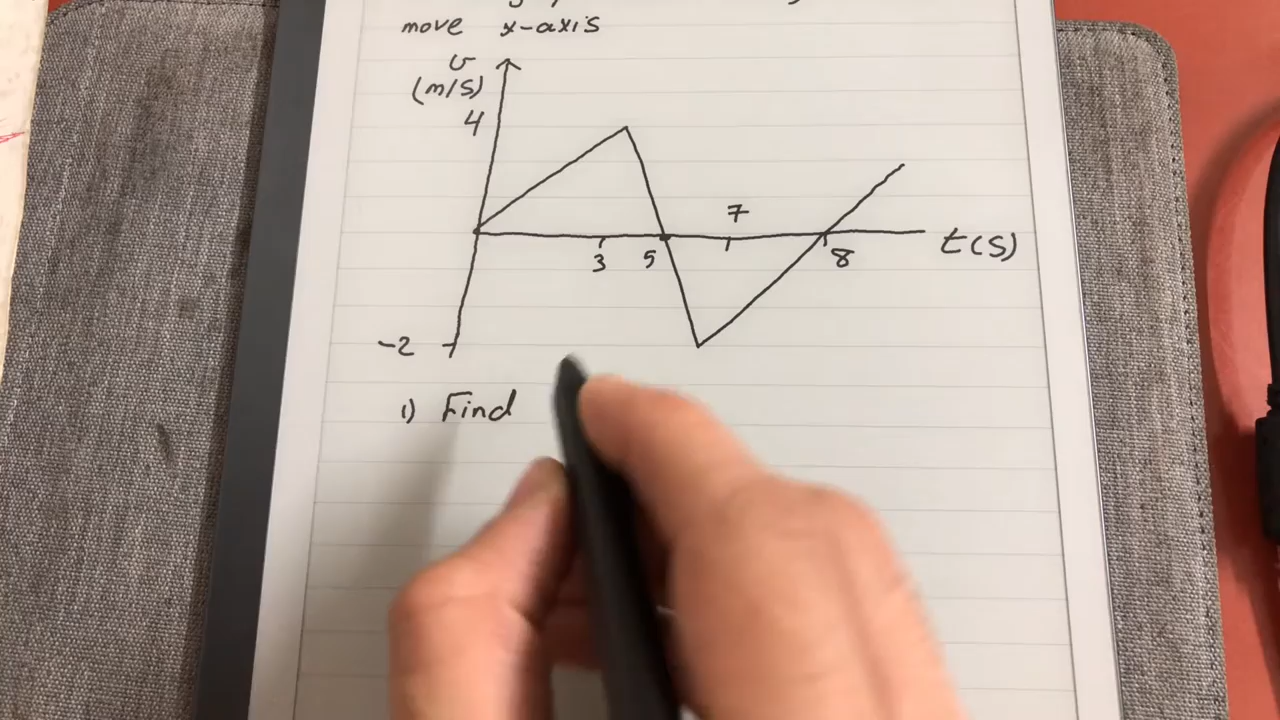 move x-axis
v
(m/s)
4
7
3 5 8 t(s)
-2
1) Find